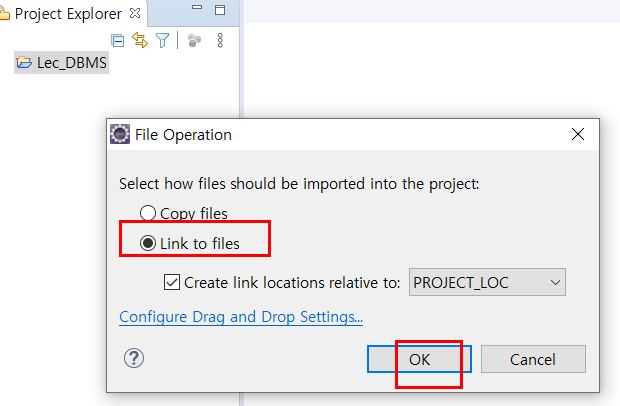 Project Explorer
Lec_DBMS
File Operation
Select how files should be imported into the project:
Copy files
Link to files
Create link locations relative to: PROJECT_LOC
Configure Drag and Drop Settings...
OK Cancel